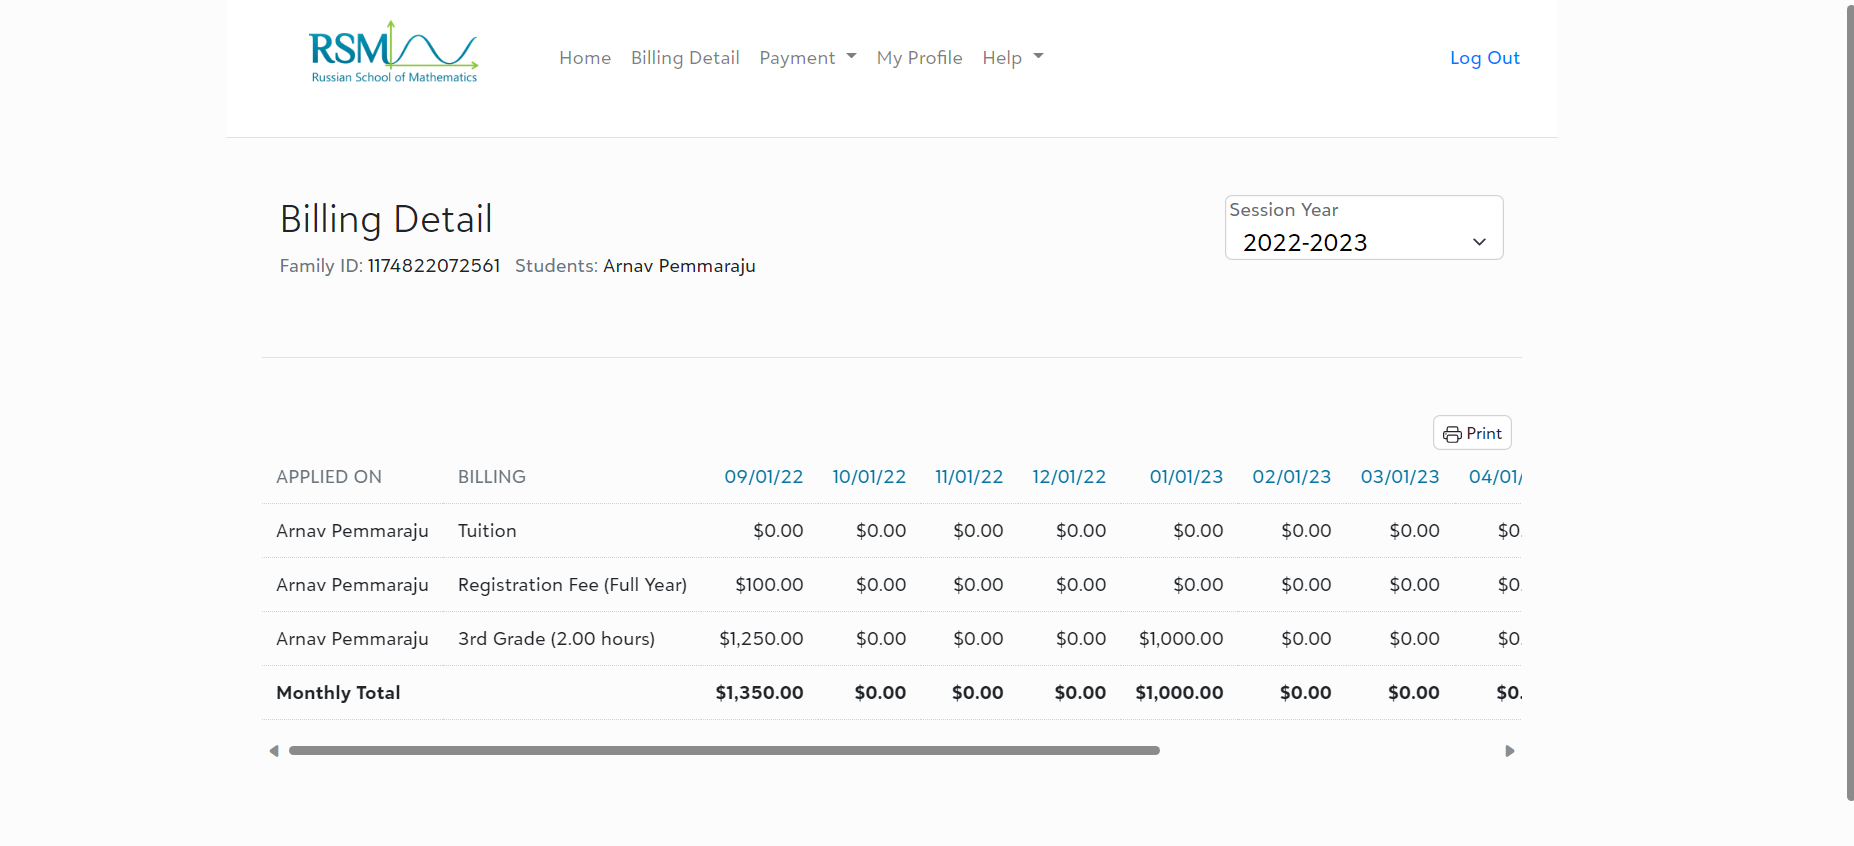 RSM
Russian School of Mathematics
Home Billing Detail Payment My Profile Help Log Out
Billing Detail
Family ID: 1174822072561 Students: Arnav Pemmaraju
Session Year
2022-2023
Print
APPLIED ON BILLING 09/01/22 10/01/22 11/01/22 12/01/22 01/01/23 02/01/23 03/01/23 04/01/
Arnav Pemmaraju Tuition $0.00 $0.00 $0.00 $0.00 $0.00 $0.00 $0.00 $0.
Arnav Pemmaraju Registration Fee (Full Year) $100.00 $0.00 $0.00 $0.00 $0.00 $0.00 $0.00 $0.
Arnav Pemmaraju 3rd Grade (2.00 hours) $1,250.00 $0.00 $0.00 $0.00 $1,000.00 $0.00 $0.00 $0.
Monthly Total $1,350.00 $0.00 $0.00 $0.00 $1,000.00 $0.00 $0.00 $0.